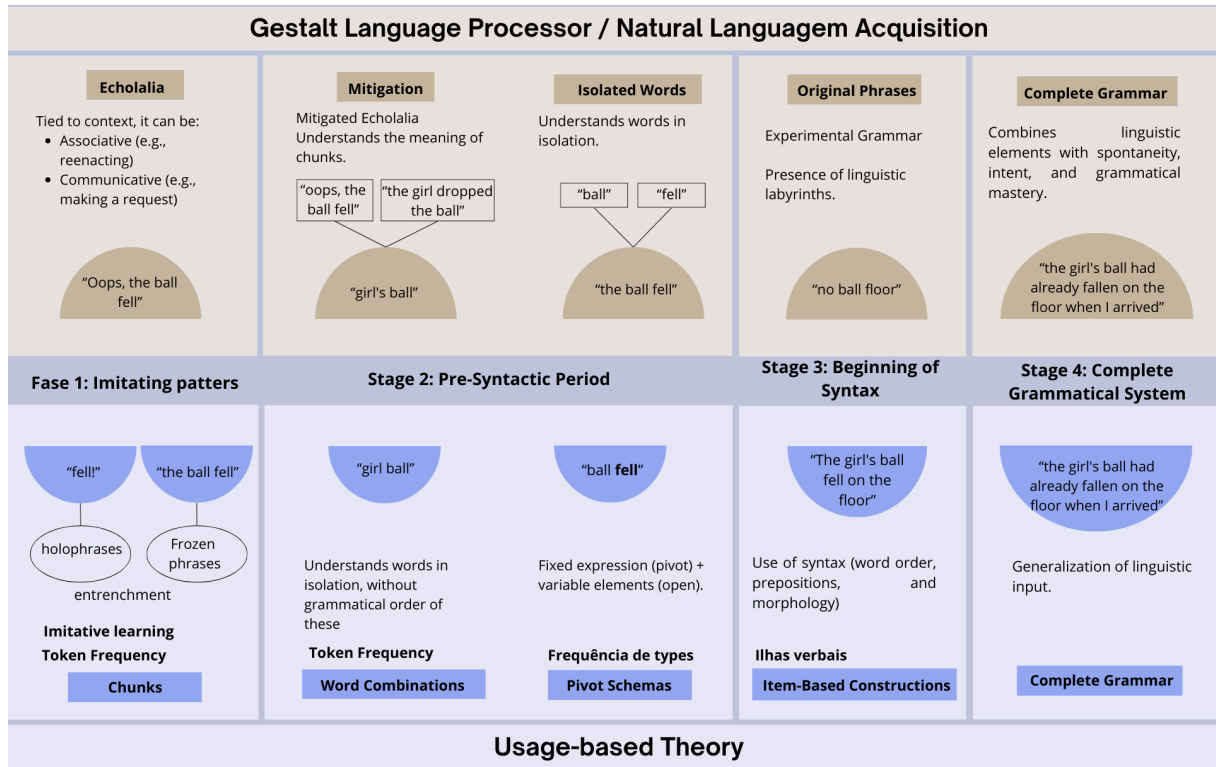 Gestalt Language Processor / Natural Languagem Acquisition
Echolalia
Tied to context, it can be:
• Associative (e.g.,
reenacting)
• Communicative (e.g.,
making a request)
“Oops, the ball
fell”
Mitigation
Mitigated Echolalia
Understands the meaning of
chunks.
“oops, the
ball fell”
“the girl dropped
the ball”
“girl's ball”
Isolated Words
Understands words in
isolation.
“ball”
“fell”
“the ball fell”
Original Phrases
Experimental Grammar
Presence of linguistic
labyrinths.
“no ball floor”
Complete Grammar
Combines linguistic
elements with spontaneity,
intent, and grammatical
mastery.
“the girl's ball had
already fallen on the
floor when I arrived”
Fase 1: Imitating patters
Stage 2: Pre-Syntactic Period
Stage 3: Beginning of
Syntax
Stage 4: Complete
Grammatical System
“fell!”
“the ball fell”
holophrases
Frozen
phrases
entrenchment
Imitative learning
Token Frequency
Chunks
“girl ball”
Understands words in
isolation, without
grammatical order of
these
Token Frequency
Word Combinations
“ball fell”
Fixed expression (pivot) +
variable elements (open).
Frequência de types
Pivot Schemas
“The girl's ball
fell on the
floor”
Use of syntax (word order,
prepositions, and
morphology)
Ilhas verbais
Item-Based Constructions
“the girl's ball had
already fallen on the
floor when I arrived”
Generalization of linguistic
input.
Complete Grammar
Usage-based Theory